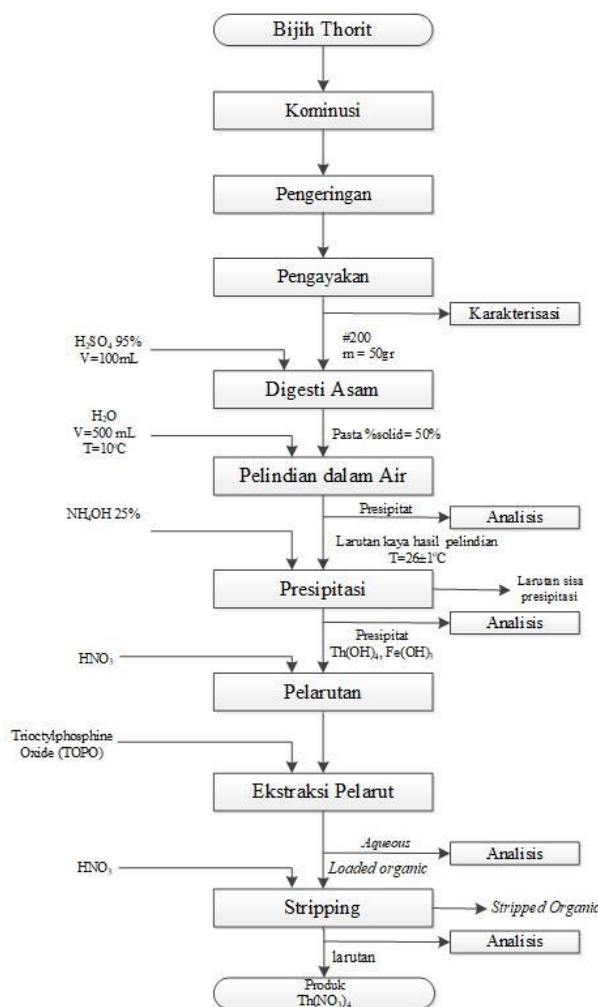 Bijih Thorit
Kominusi
Pengeringan
Pengayakan
Karakterisasi
H₂SO₄ 95%
V=100mL
#200
m = 50gr
Digesti Asam
H₂O
V=500 mL
T=10°C
Pasta %solid= 50%
Pelindian dalam Air
Presipitat
Analisis
NH₄OH 25%
Larutan kaya hasil pelindian
T=26±1°C
Presipitasi
Larutan sisa
presipitasi
Analisis
Presipitat
Th(OH)₄, Fe(OH)₃
HNO₃
Pelarutan
Trioctylphosphine
Oxide (TOPO)
Ekstraksi Pelarut
Aqueous
Analisis
Loaded organic
HNO₃
Stripping
Stripped Organic
Analisis
larutan
Produk
Th(NO₃)₄